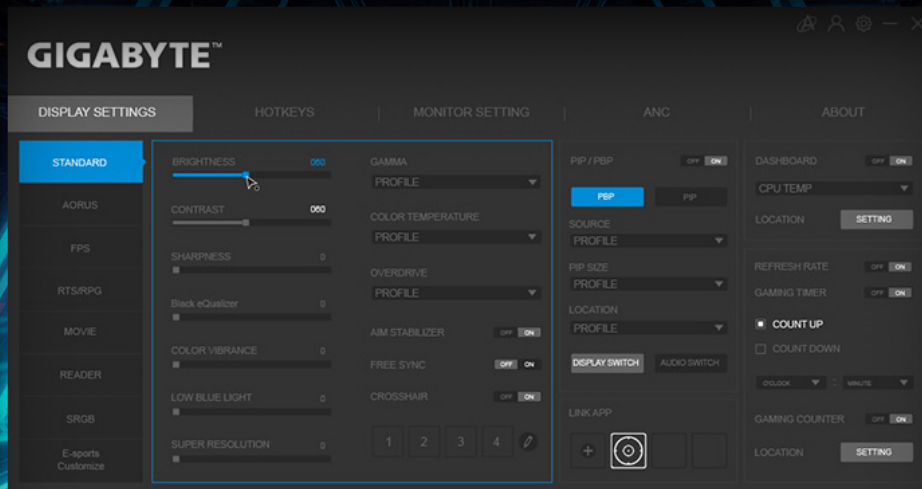 GIGABYTE™
DISPLAY SETTINGS
HOTKEYS
MONITOR SETTING
ANC
ABOUT
STANDARD
AORUS
FPS
RTS/RPG
MOVIE
READER
SRGB
E-sports
Customize
BRIGHTNESS 060
CONTRAST 060
SHARPNESS 0
Black eQualizer 0
COLOR VIBRANCE 0
LOW BLUE LIGHT 0
SUPER RESOLUTION 0
GAMMA
PROFILE
COLOR TEMPERATURE
PROFILE
OVERDRIVE
PROFILE
AIM STABILIZER OFF ON
FREE SYNC OFF ON
CROSSHAIR OFF ON
1 2 3 4
PIP / PBP OFF ON
PBP PIP
SOURCE
PROFILE
PIP SIZE
PROFILE
LOCATION
PROFILE
DISPLAY SWITCH AUDIO SWITCH
LINK APP
DASHBOARD OFF ON
CPU TEMP
LOCATION SETTING
REFRESH RATE OFF ON
GAMING TIMER OFF ON
COUNT UP
COUNT DOWN
O'CLOCK : MINUTE
GAMING COUNTER OFF ON
LOCATION SETTING